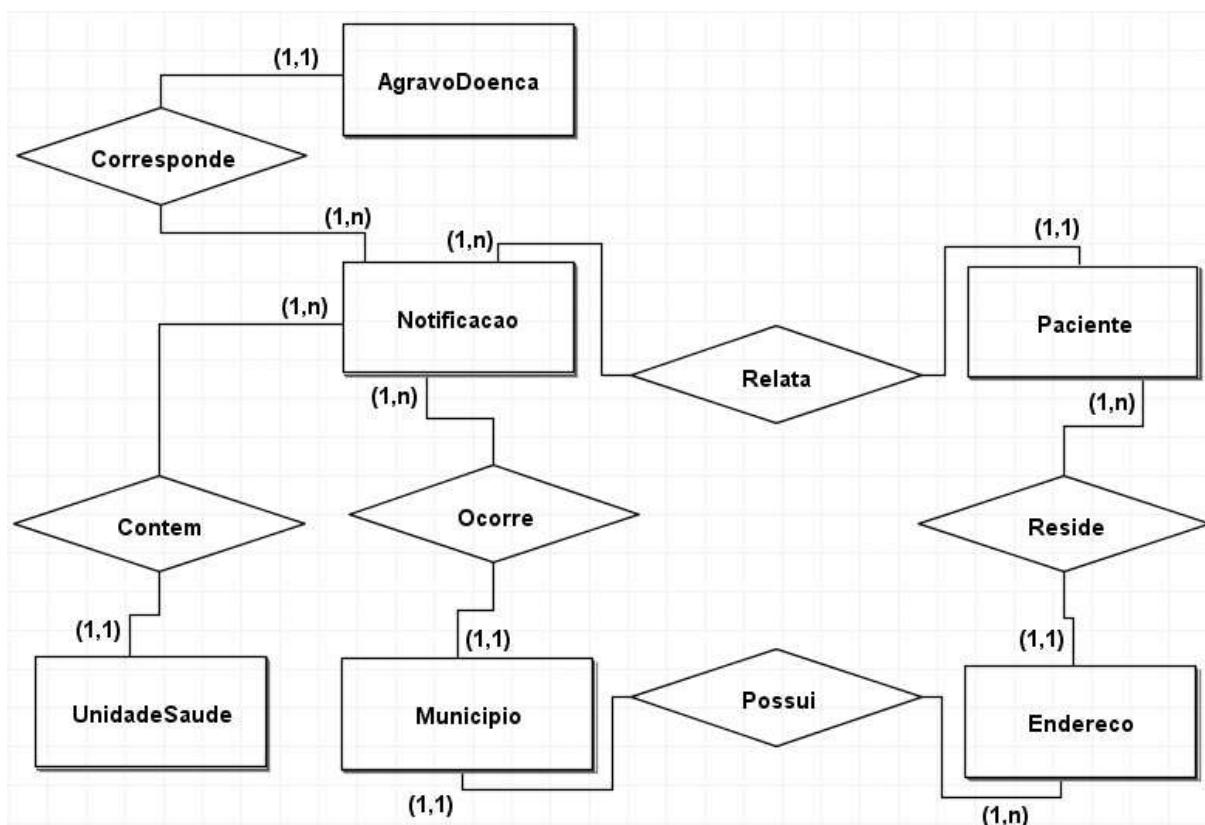 (1,1)
AgravoDoenca
Corresponde
(1,n)
(1,n)
(1,1)
(1,n)
Notificacao
Paciente
Relata
(1,n)
(1,n)
Contem
Ocorre
Reside
(1,1)
(1,1)
(1,1)
UnidadeSaude
Municipio
Possui
Endereco
(1,1)
(1,n)